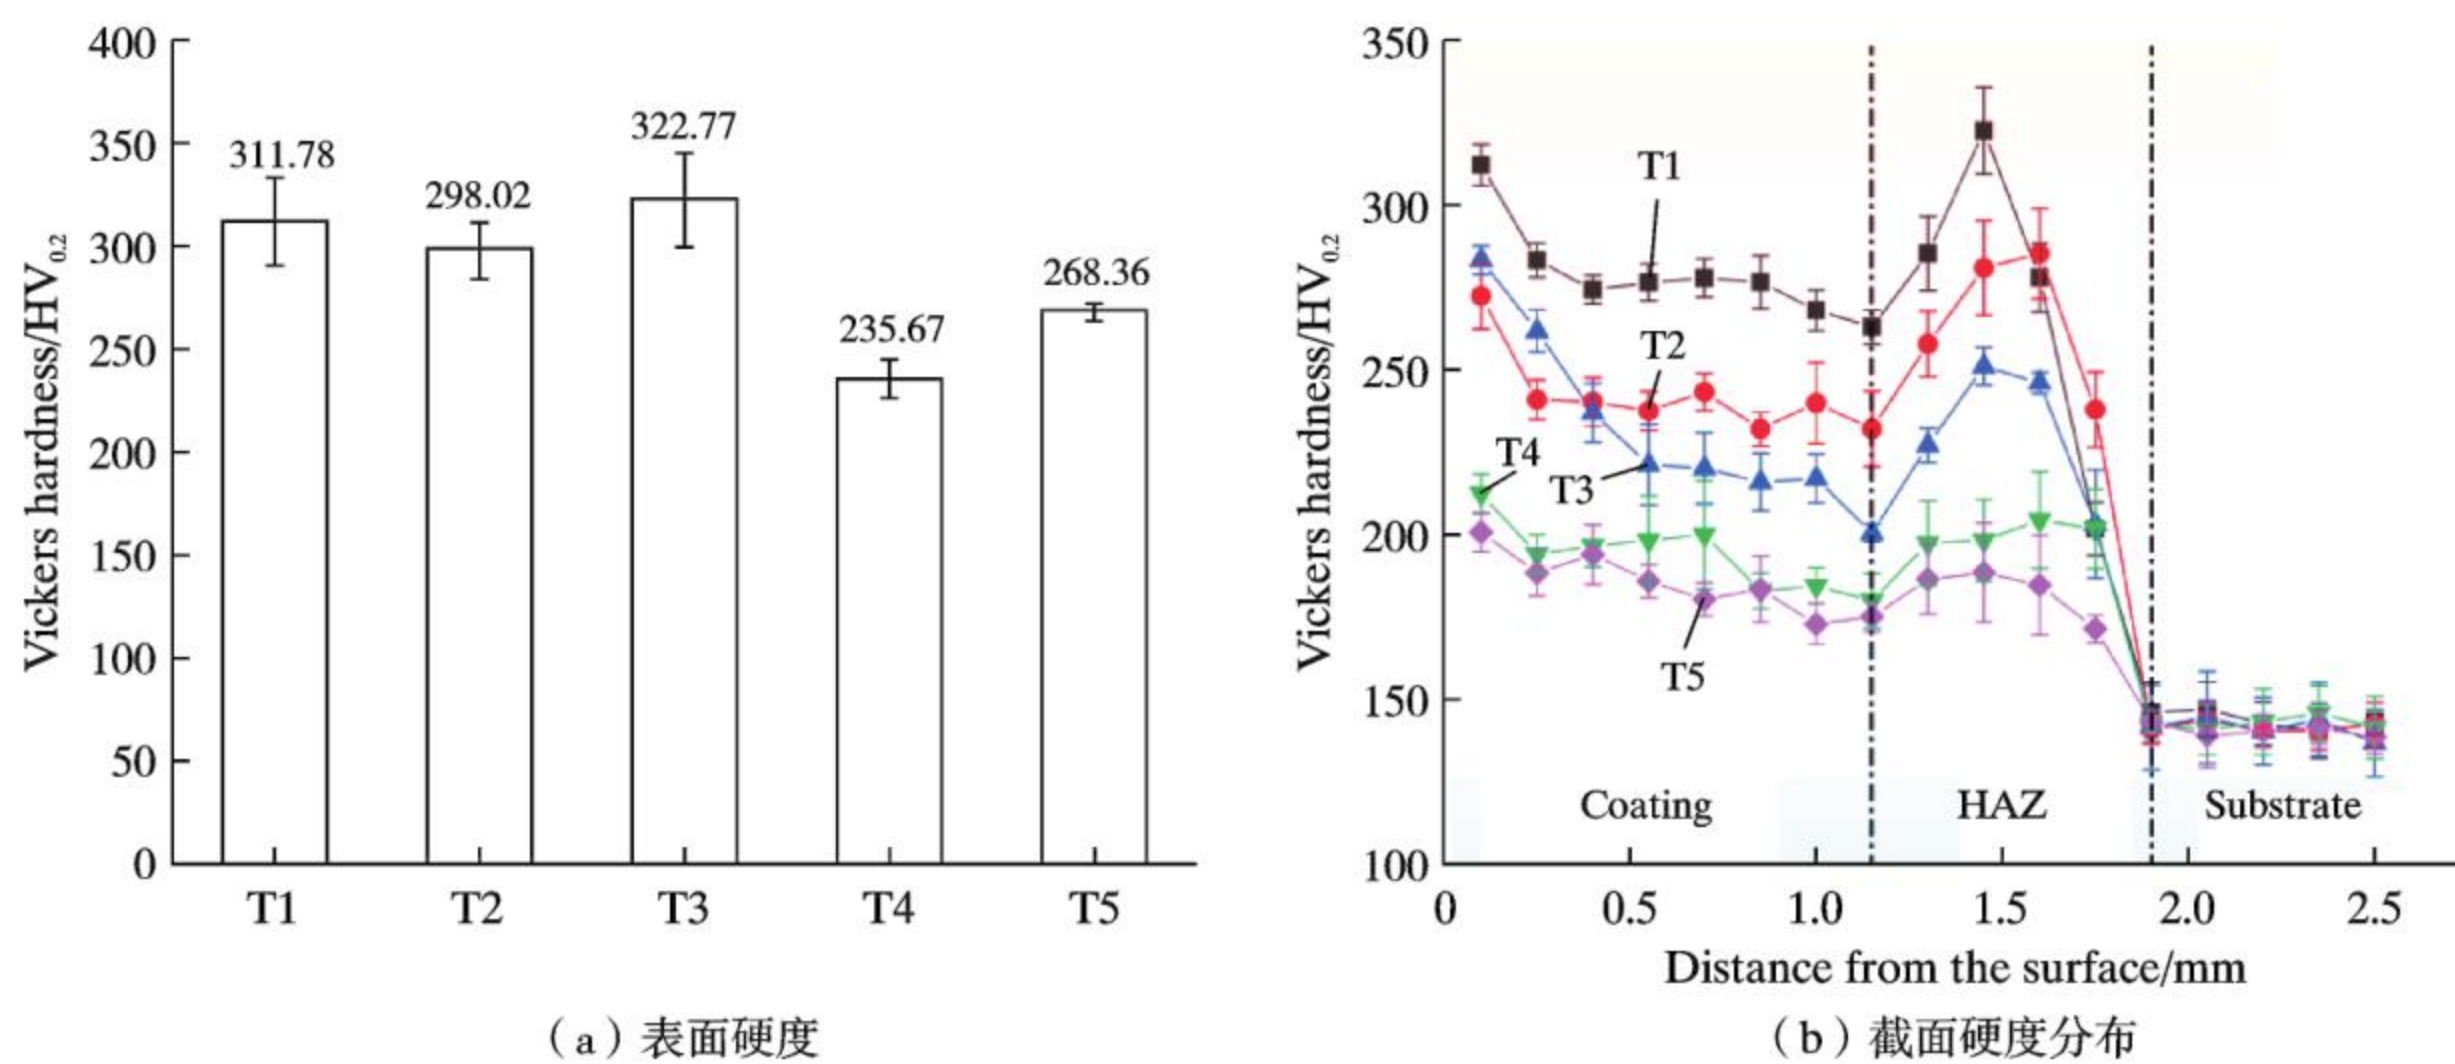 400
350
300
250
200
150
100
50
0
Vickers hardness/HV0.2
311.78
298.02
322.77
235.67
268.36
T1 T2 T3 T4 T5
(a)表面硬度
350
300
250
200
150
100
Vickers hardness/HV0.2
T1
T2
T4
T3
T5
Coating HAZ Substrate
0 0.5 1.0 1.5 2.0 2.5
Distance from the surface/mm
(b)截面硬度分布